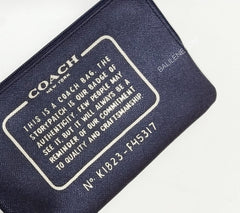 COACH
NEW YORK
THIS IS A COACH BAG. THE
STORYPATCH IS OUR BADGE OF
AUTHENTICITY. FEW PEOPLE MAY
SEE IT, BUT IT WILL ALWAYS BE A
REMINDER OF OUR COMMITMENT
TO QUALITY AND CRAFTSMANSHIP.
Nº. K1823-F45317
BALILENE